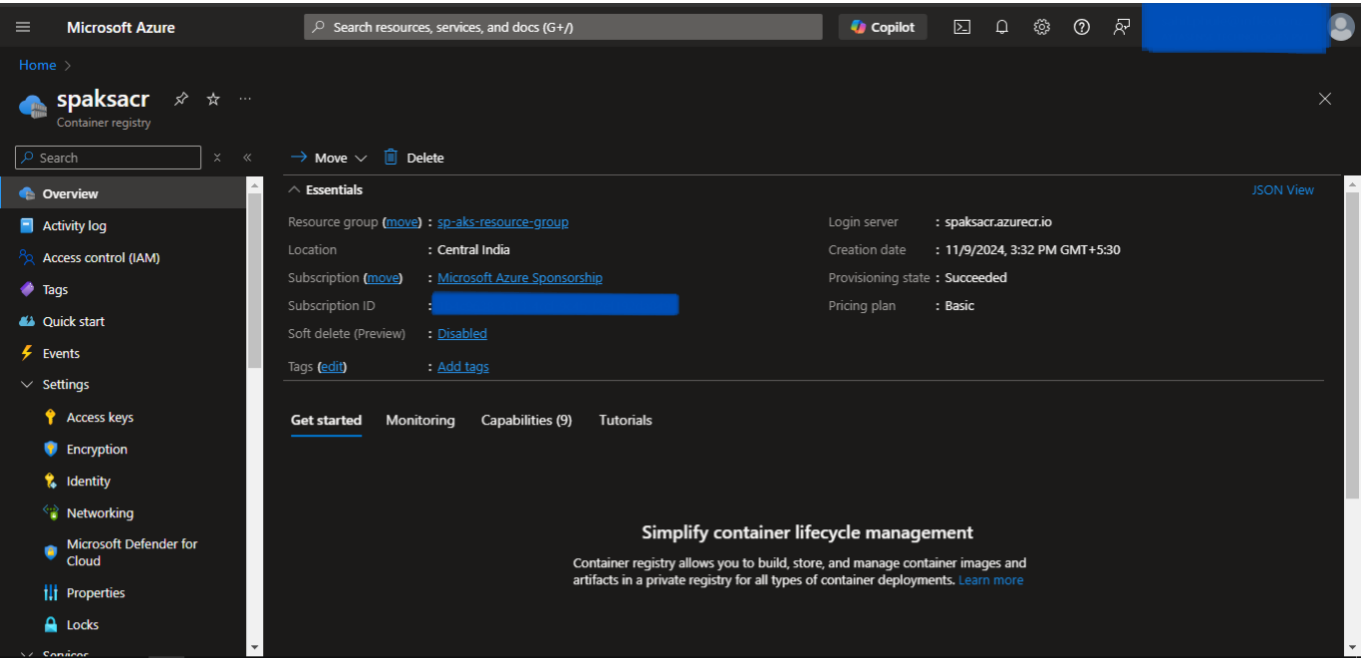 Microsoft Azure
Search resources, services, and docs (G+/)
Copilot
Home >
spaksacr
Container registry
Search
Move
Delete
Overview
Activity log
Access control (IAM)
Tags
Quick start
Events
Settings
Access keys
Encryption
Identity
Networking
Microsoft Defender for
Cloud
Properties
Locks
Services
Essentials
JSON View
Resource group (move) : sp-aks-resource-group
Location : Central India
Subscription (move) : Microsoft Azure Sponsorship
Subscription ID :
Soft delete (Preview) : Disabled
Tags (edit) : Add tags
Login server : spaksacr.azurecr.io
Creation date : 11/9/2024, 3:32 PM GMT+5:30
Provisioning state : Succeeded
Pricing plan : Basic
Get started Monitoring Capabilities (9) Tutorials
Simplify container lifecycle management
Container registry allows you to build, store, and manage container images and
artifacts in a private registry for all types of container deployments. Learn more